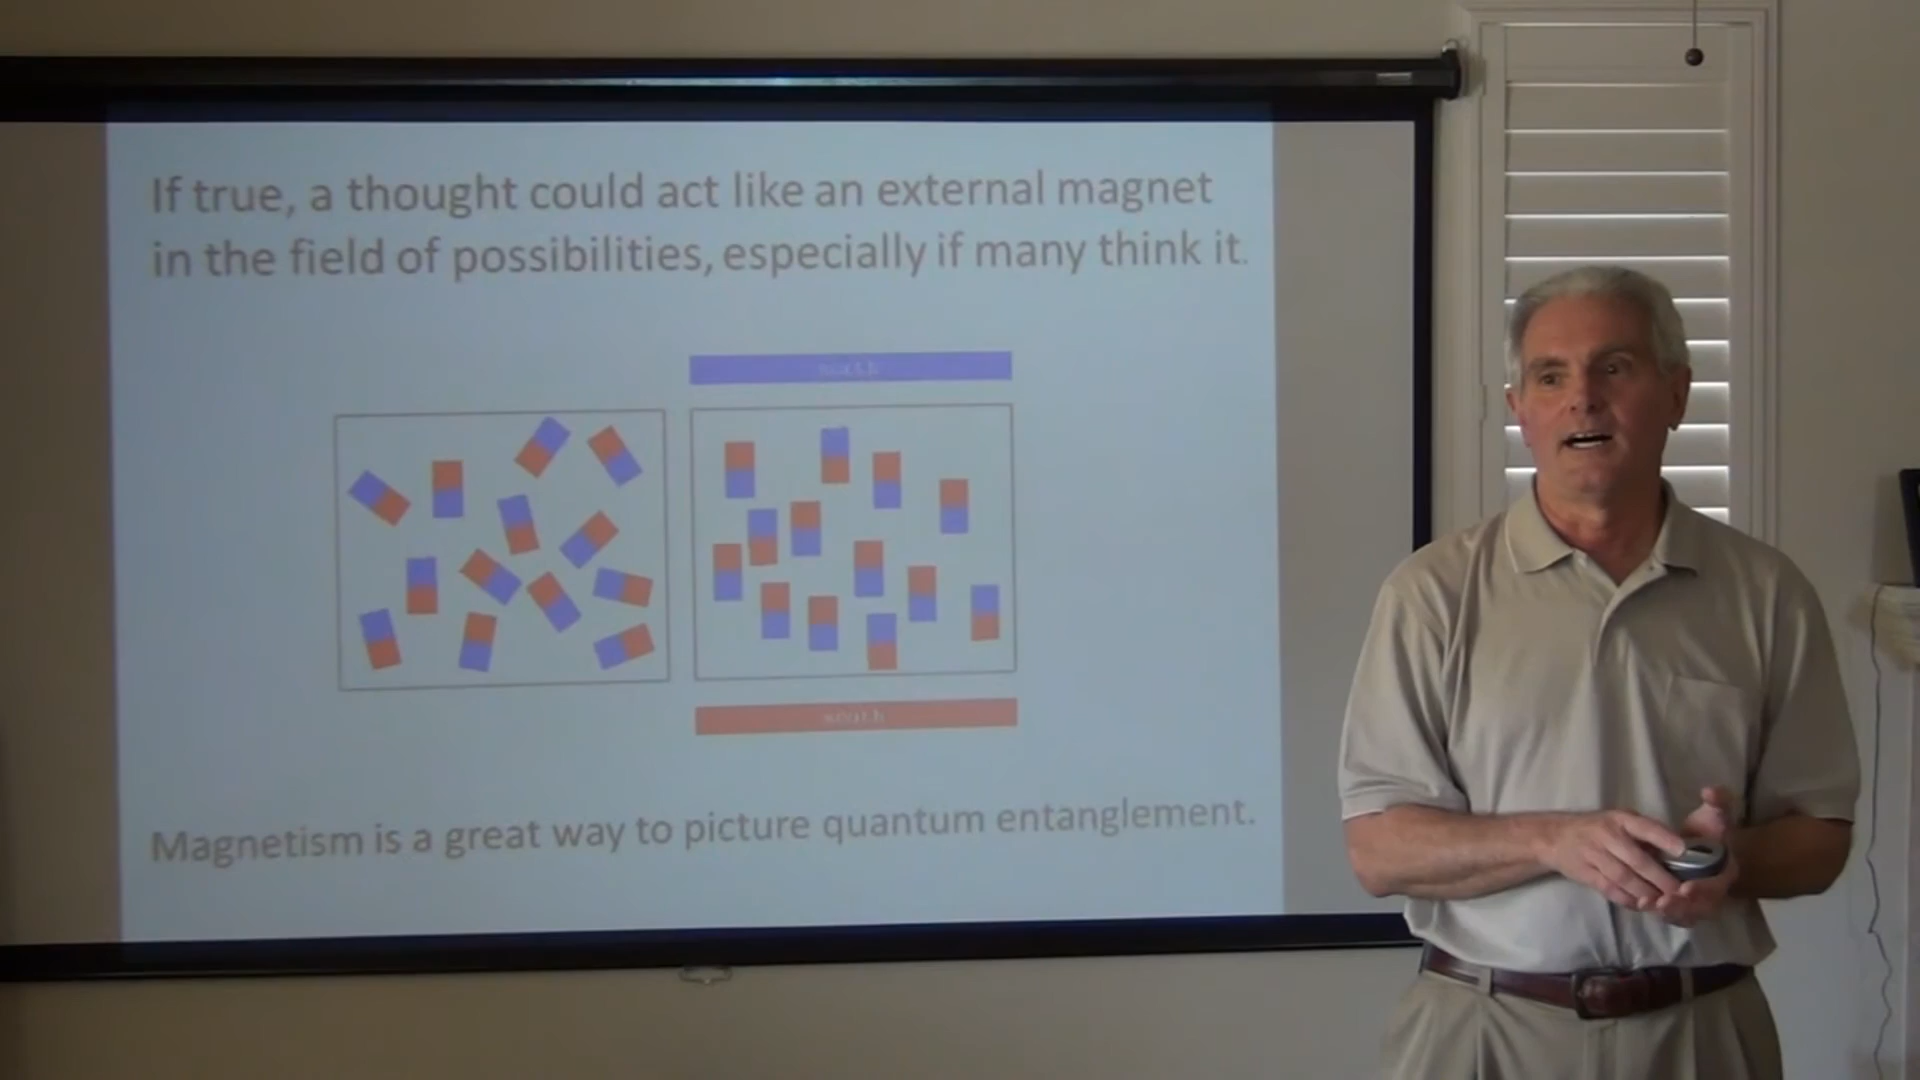 If true, a thought could act like an external magnet
in the field of possibilities, especially if many think it.
south
Magnetism is a great way to picture quantum entanglement.